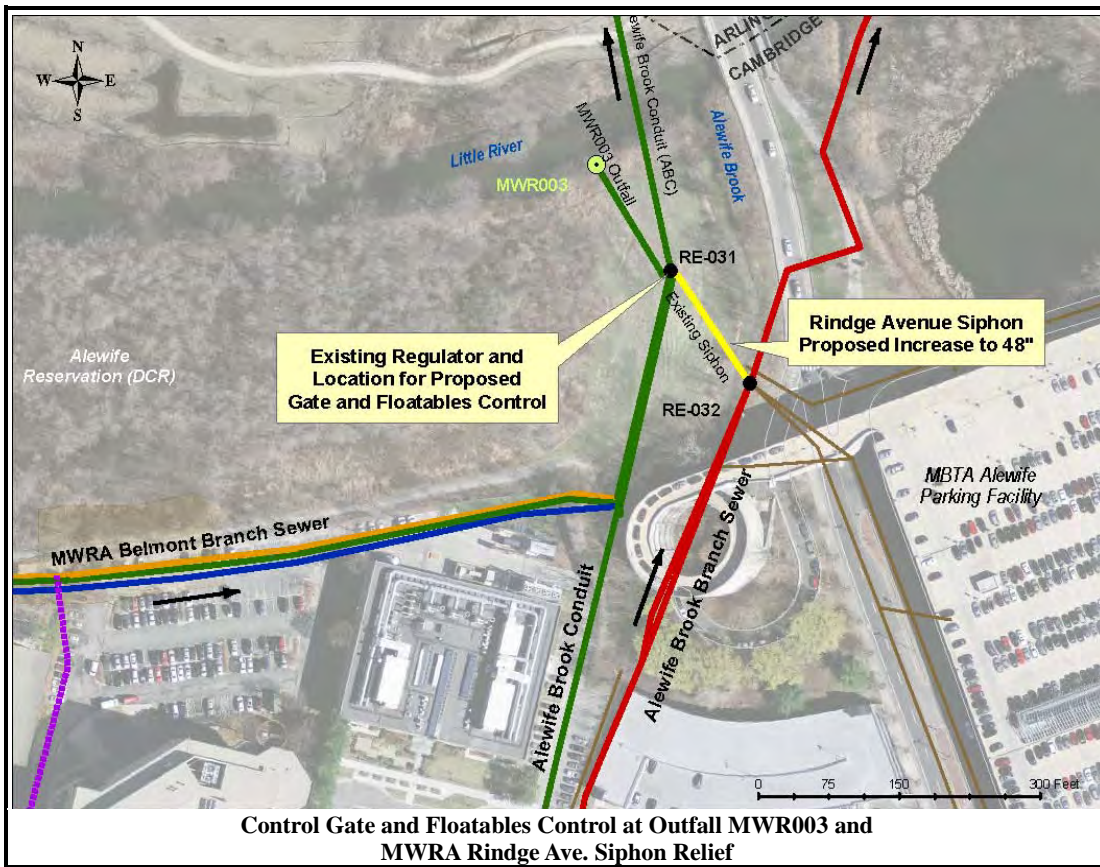 N
W E
S
ARLING
CAMBRIDGE
lewife Brook Conduit (ABC)
MWR003 Outfall
Little River
Alewife Brook
MWR003
RE-031
Existing Siphon
Existing Regulator and
Location for Proposed
Gate and Floatables Control
Rindge Avenue Siphon
Proposed Increase to 48"
Alewife
Reservation (DCR)
RE-032
MBTA Alewife
Parking Facility
MWRA Belmont Branch Sewer
Alewife Brook Conduit
Alewife Brook Branch Sewer
0 75 150 300 Feet
Control Gate and Floatables Control at Outfall MWR003 and
MWRA Rindge Ave. Siphon Relief